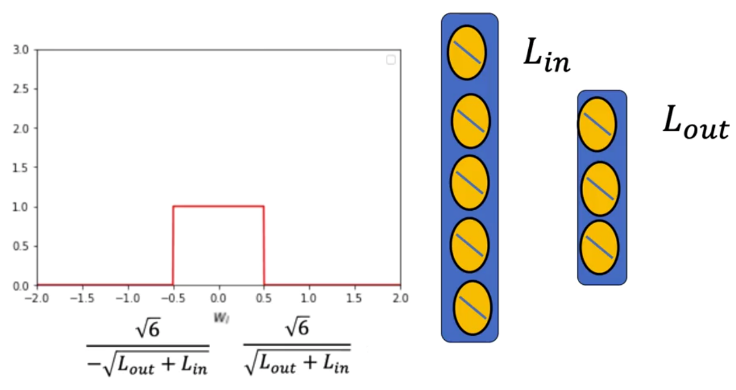 3.0
2.5
2.0
1.5
1.0
0.5
0.0
-2.0 -1.5 -1.0 -0.5 0.0 0.5 1.0 1.5 2.0
W_i
√6 / -√(L_out + L_in)
√6 / √(L_out + L_in)
L_in
L_out